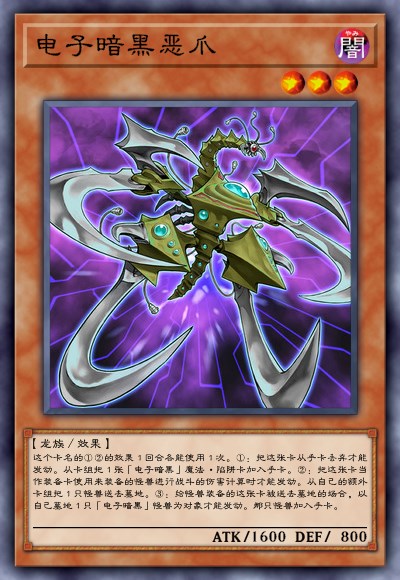 电子暗黑恶爪
やみ
闇
【龙族／效果】
这个卡名的①②的效果1回合各能使用1次。①：把这张卡从手卡丢弃才能
发动。从卡组把1张「电子暗黑」魔法·陷阱卡加入手卡。②：把这张卡当
作装备卡使用来装备的怪兽进行战斗的伤害计算时才能发动。从自己的额外
卡组把1只怪兽送去墓地。③：给怪兽装备的这张卡被送去墓地的场合，以
自己墓地1只「电子暗黑」怪兽为对象才能发动。那只怪兽加入手卡。
ATK/1600 DEF/ 800